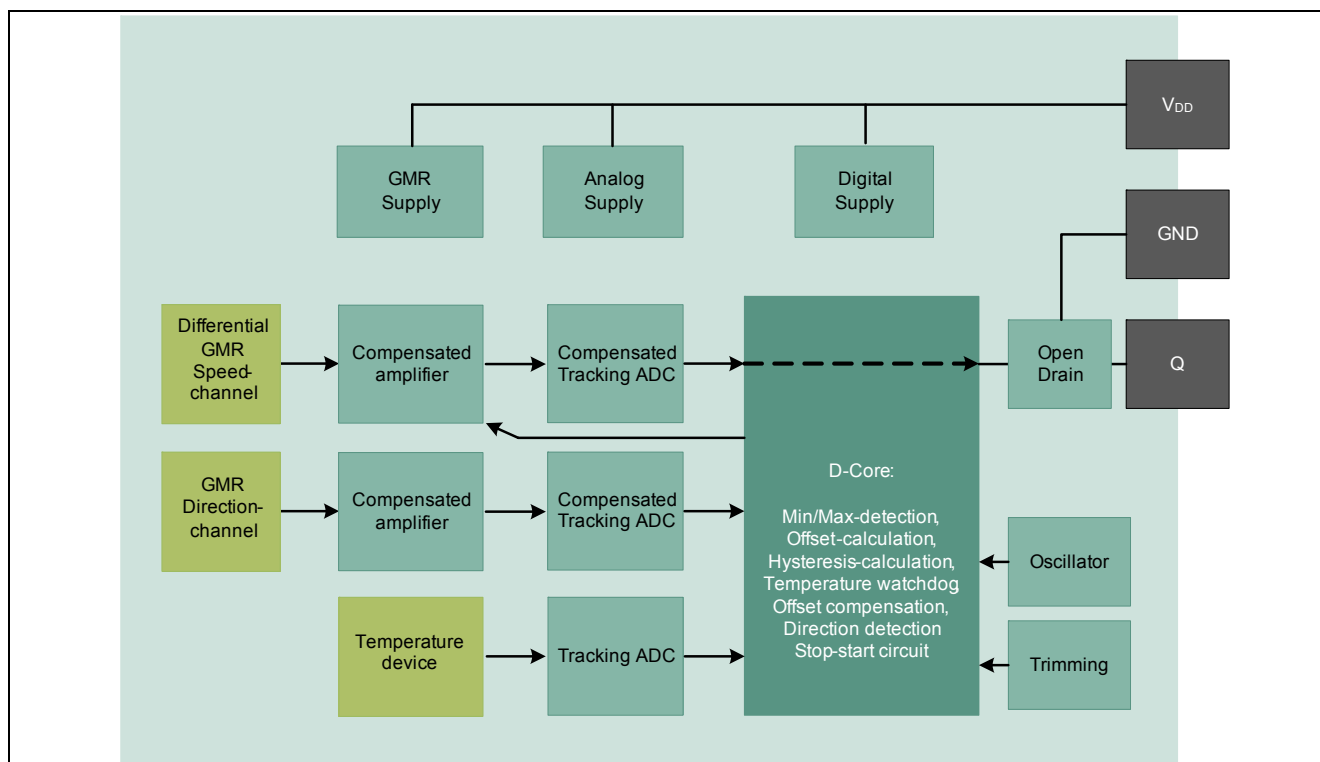 VDD
GMR
Supply
Analog
Supply
Digital
Supply
GND
Differential
GMR
Speed-
channel
Compensated
amplifier
Compensated
Tracking ADC
Open
Drain
Q
GMR
Direction-
channel
Compensated
amplifier
Compensated
Tracking ADC
D-Core:
Min/Max-detection,
Offset-calculation,
Hysteresis-calculation,
Temperature watchdog,
Offset compensation,
Direction detection
Stop-start circuit
Oscillator
Temperature
device
Tracking ADC
Trimming